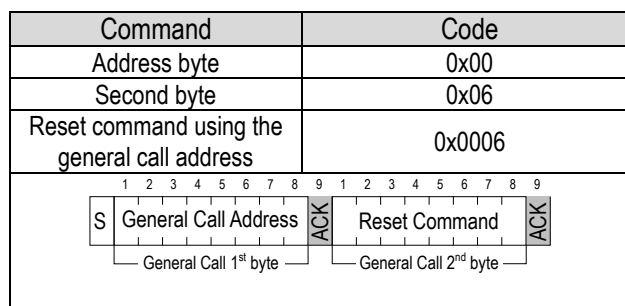 Command Code
Address byte 0x00
Second byte 0x06
Reset command using the
general call address 0x0006
1 2 3 4 5 6 7 8 9 1 2 3 4 5 6 7 8 9
S General Call Address ACK Reset Command ACK
General Call 1st byte General Call 2nd byte